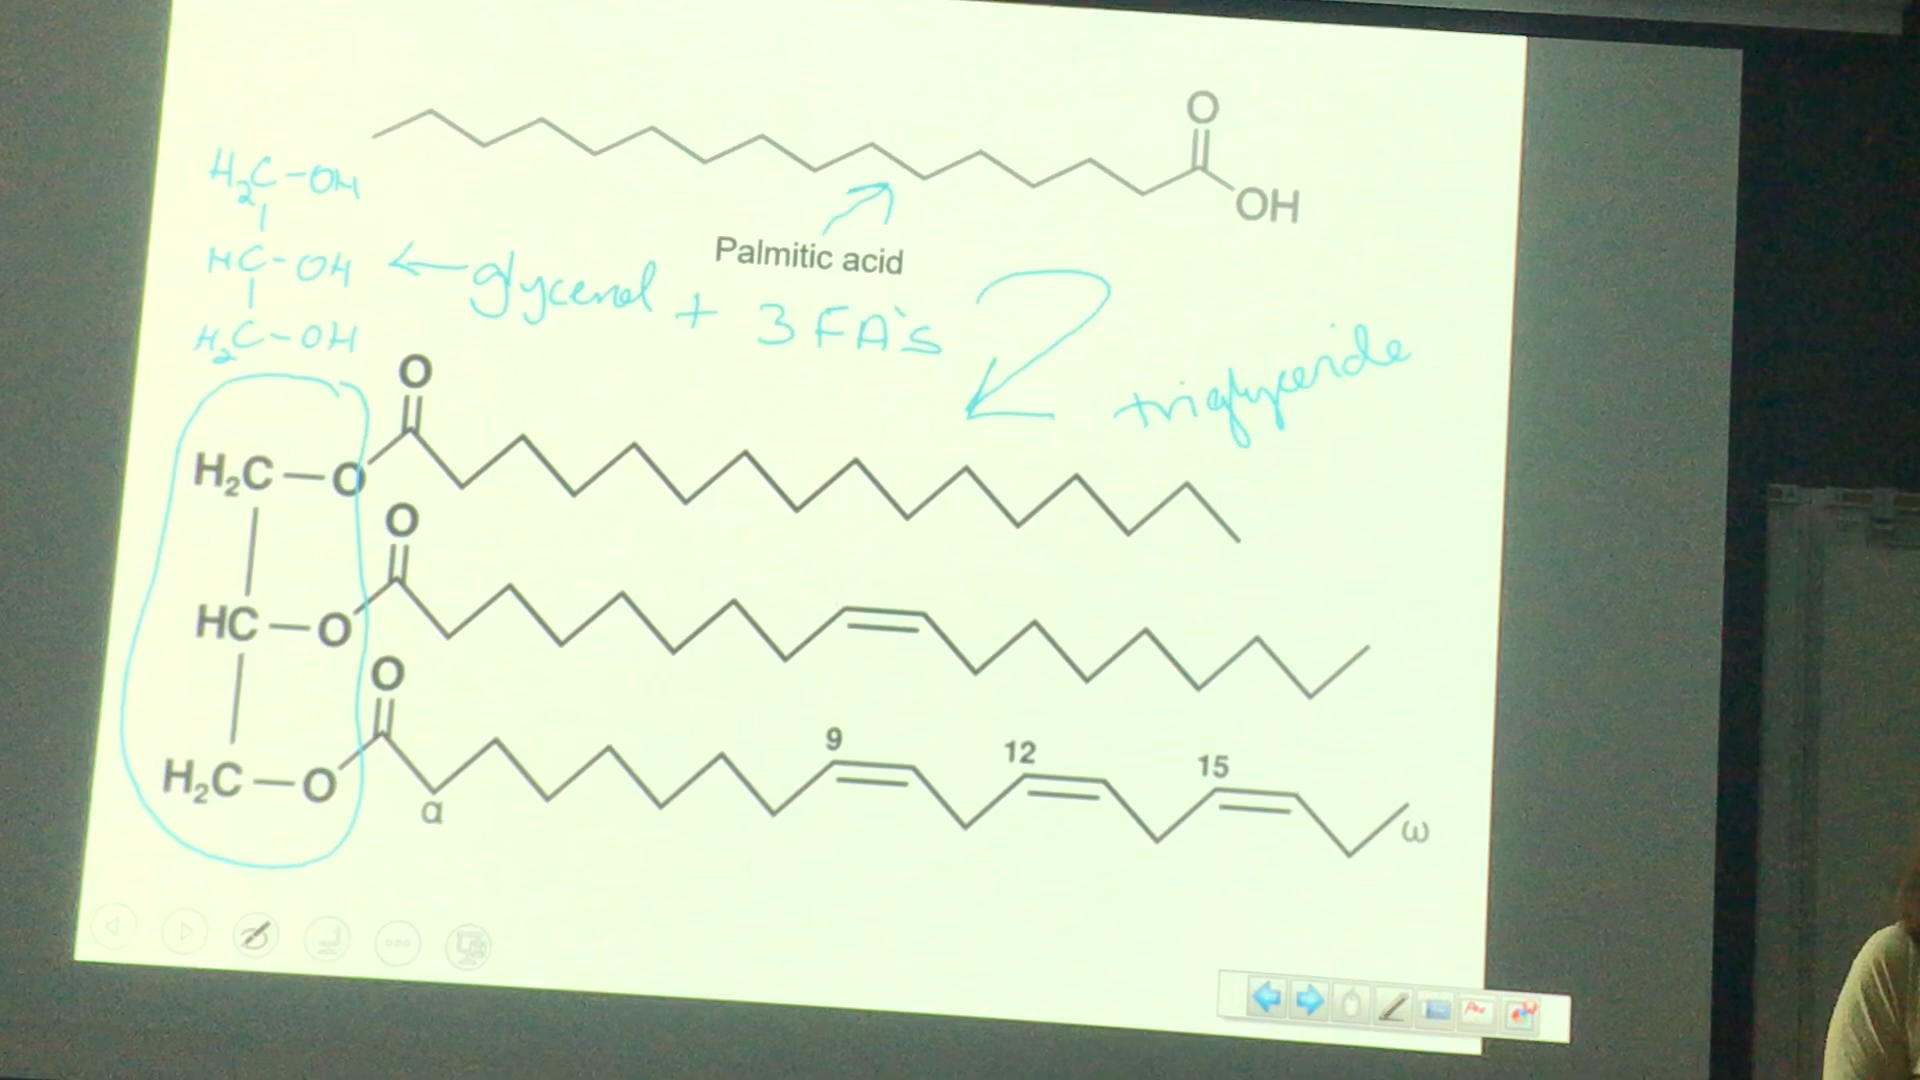 O
OH
H₂C-OH
HC-OH
H₂C-OH
Palmitic acid
← glycerol + 3 FA's
triglyceride
O
H₂C—O
O
HC—O
O
H₂C—O
α
9
12
15
ω